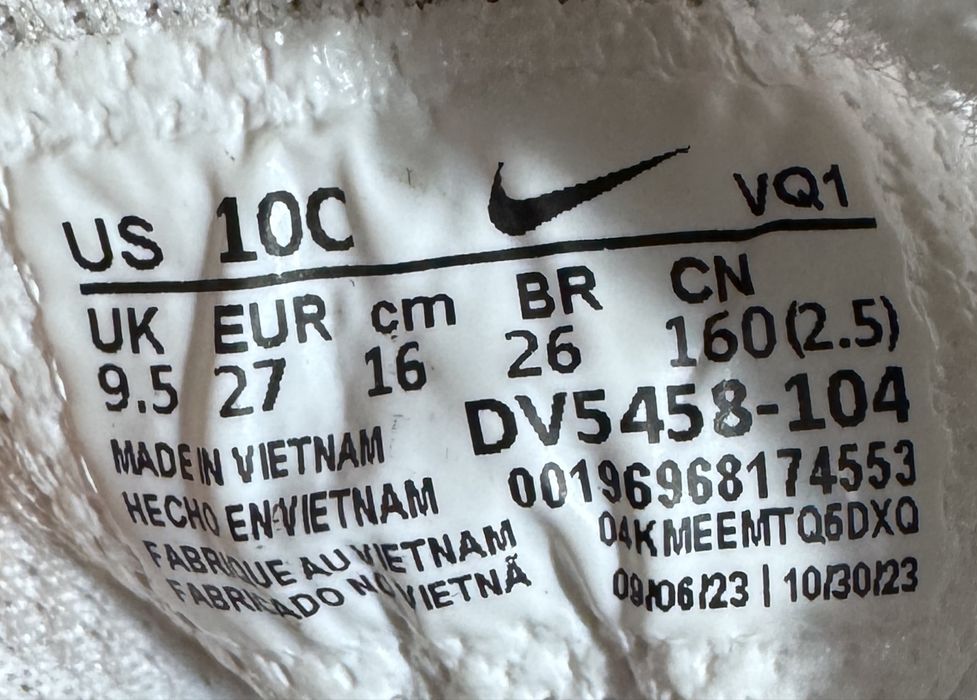 US 10C VQ1
UK EUR cm BR CN
9.5 27 16 26 160(2.5)
DV5458-104
MADE IN VIETNAM
00196968174553
HECHO EN VIETNAM
04KMEEMTQ6DXQ
FABRIQUE AU VIETNAM
FABRICADO NO VIETNÃ
09/06/23 | 10/30/23